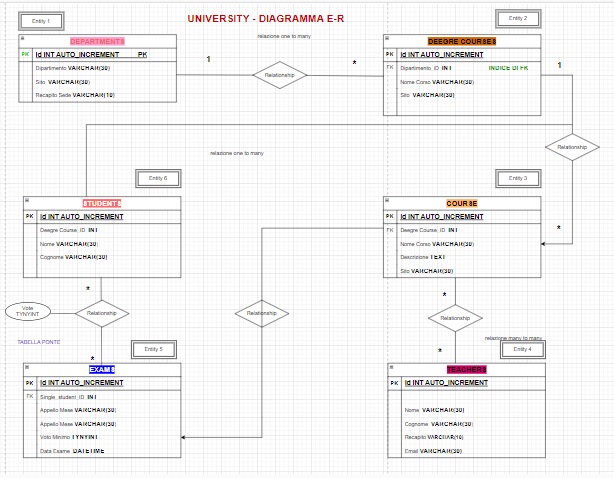 Entity 1
UNIVERSITY - DIAGRAMMA E-R
Entity 2
relazione one to many
DEPARTMENTS
PK Id INT AUTO_INCREMENT PK
Dipartimento VARCHAR(30)
Sito VARCHAR(30)
Recapito Sede VARCHAR(10)
1
Relationship
*
DEEGRE COURSES
PK Id INT AUTO_INCREMENT
FK Dipartimento_ID INT INDICE DI FK
Nome Corso VARCHAR(30)
Sito VARCHAR(30)
1
Relationship
relazione one to many
Entity 6
Entity 3
STUDENTS
PK Id INT AUTO_INCREMENT
Deegre Course_ID INT
Nome VARCHAR(30)
Cognome VARCHAR(30)
COURSE
PK Id INT AUTO_INCREMENT
FK Deegre Course_ID INT
Nome Corso VARCHAR(30)
Descrizione TEXT
Sito VARCHAR(30)
*
*
*
Vote
TYNYINT
Relationship
Relationship
Relationship
TABELLA PONTE
relazione many to many
*
*
Entity 5
Entity 4
EXAMS
PK Id INT AUTO_INCREMENT
FK Single_student_ID INT
Appello Mese VARCHAR(30)
Appello Mese VARCHAR(30)
Voto Minimo TYNYINT
Data Esame DATETIME
TEACHERS
PK Id INT AUTO_INCREMENT
Nome VARCHAR(30)
Cognome VARCHAR(30)
Recapito VARCHAR(10)
Email VARCHAR(30)